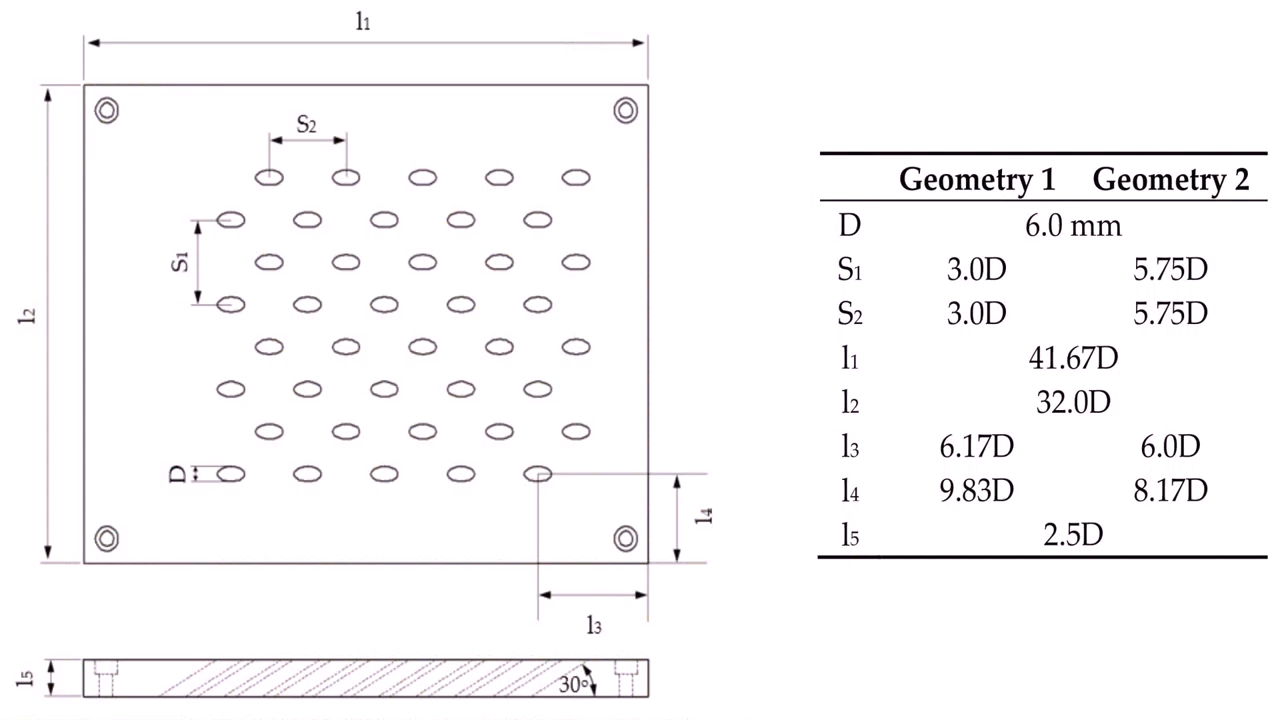 l₁
S₂
S₁
l₂
D
l₄
l₃
l₅
30°
Geometry 1 Geometry 2
D 6.0 mm
S₁ 3.0D 5.75D
S₂ 3.0D 5.75D
l₁ 41.67D
l₂ 32.0D
l₃ 6.17D 6.0D
l₄ 9.83D 8.17D
l₅ 2.5D